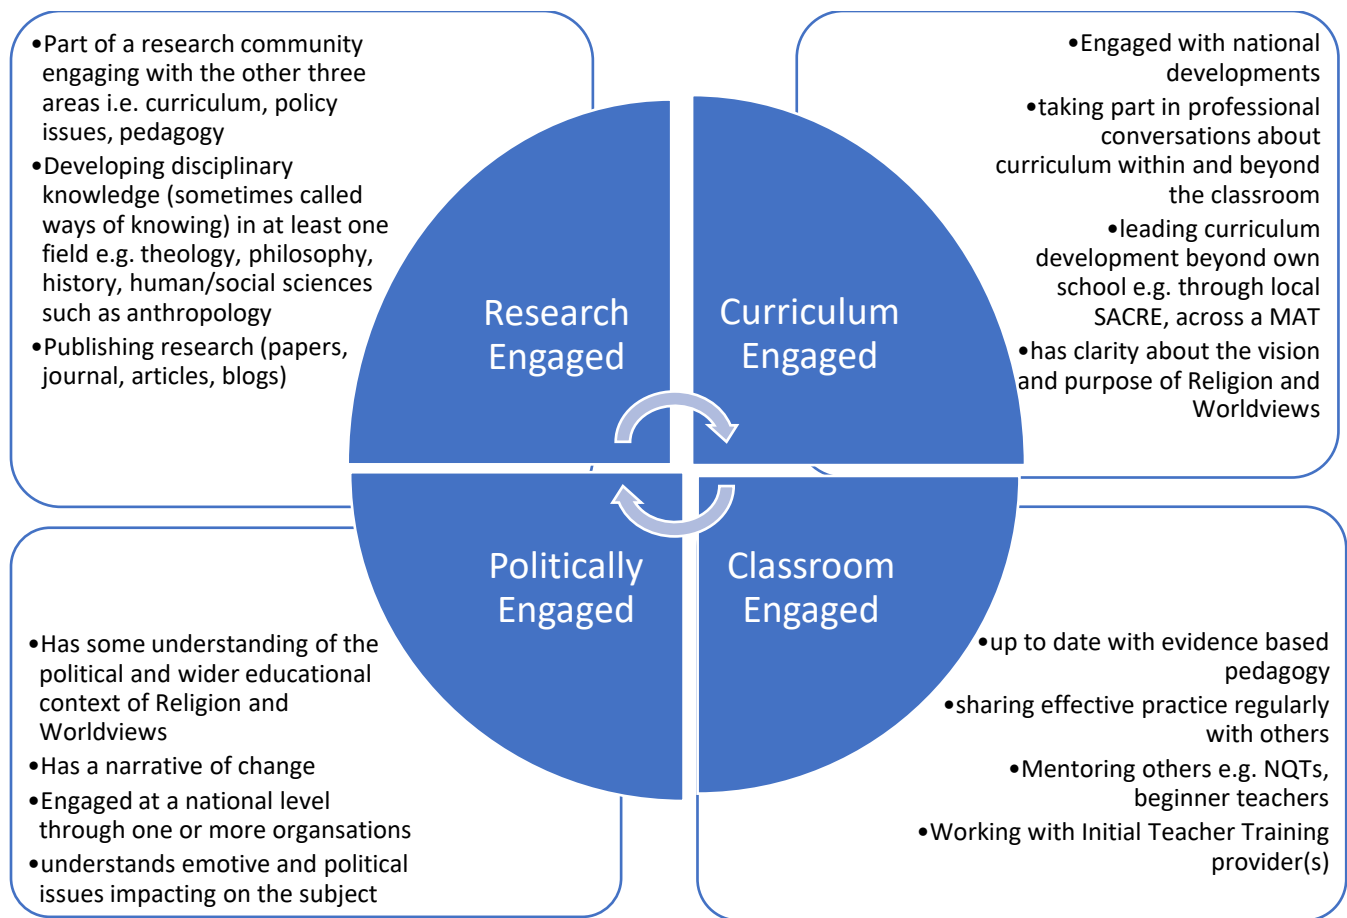 •Part of a research community
engaging with the other three
areas i.e. curriculum, policy
issues, pedagogy
•Developing disciplinary
knowledge (sometimes called
ways of knowing) in at least one
field e.g. theology, philosophy,
history, human/social sciences
such as anthropology
•Publishing research (papers,
journal, articles, blogs)
•Engaged with national
developments
•taking part in professional
conversations about
curriculum within and beyond
the classroom
•leading curriculum
development beyond own
school e.g. through local
SACRE, across a MAT
•has clarity about the vision
and purpose of Religion and
Worldviews
Research
Engaged
Curriculum
Engaged
Politically
Engaged
Classroom
Engaged
•Has some understanding of the
political and wider educational
context of Religion and
Worldviews
•Has a narrative of change
•Engaged at a national level
through one or more organsations
•understands emotive and political
issues impacting on the subject
•up to date with evidence based
pedagogy
•sharing effective practice regularly
with others
•Mentoring others e.g. NQTs,
beginner teachers
•Working with Initial Teacher Training
provider(s)